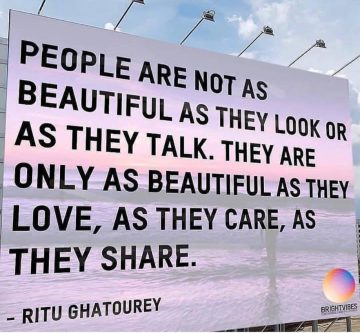 PEOPLE ARE NOT AS
BEAUTIFUL AS THEY LOOK OR
AS THEY TALK. THEY ARE
ONLY AS BEAUTIFUL AS THEY
LOVE, AS THEY CARE, AS
THEY SHARE.
- RITU GHATOUREY
BRIGHTVIBES